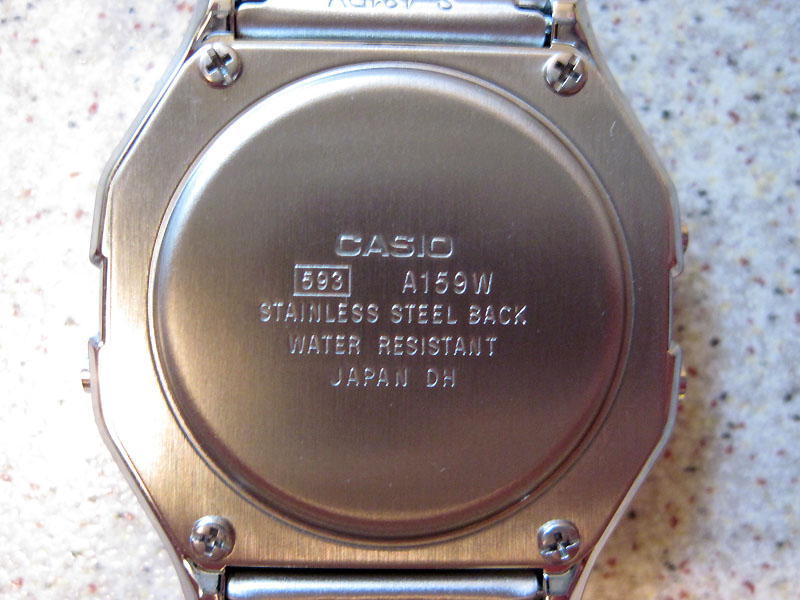 CASIO
593 A159W
STAINLESS STEEL BACK
WATER RESISTANT
JAPAN DH